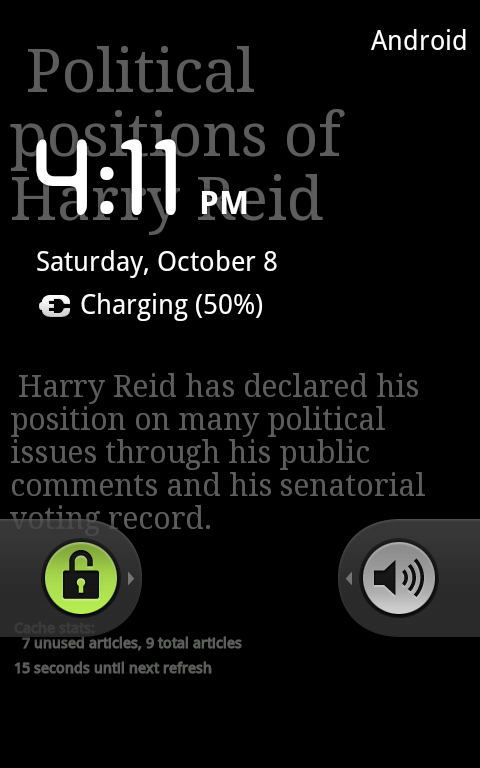 Android
Political
positions of
Harry Reid
4:11 PM
Saturday, October 8
Charging (50%)
Harry Reid has declared his
position on many political
issues through his public
comments and his senatorial
voting record.
Cache stats:
7 unused articles, 9 total articles
15 seconds until next refresh